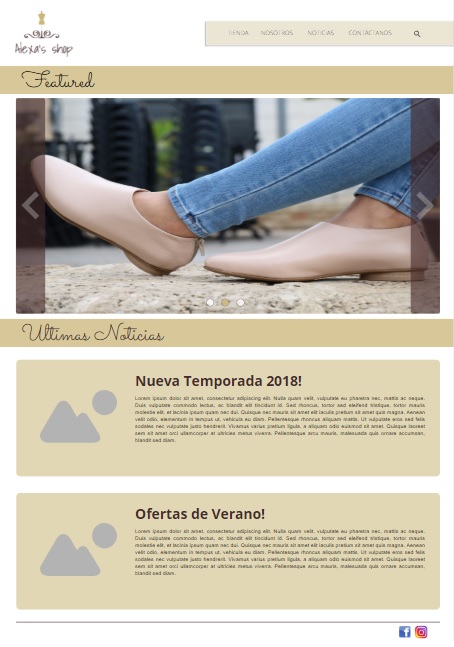 Alexa's shop
TIENDA NOSOTROS NOTICIAS CONTACTANOS
Featured
Ultimas Noticias
Nueva Temporada 2018!
Lorem ipsum dolor sit amet, consectetur adipiscing elit. Nulla quam velit, vulputate eu pharetra nec, mattis ac neque.
Duis vulputate commodo lectus, ac blandit elit tincidunt id. Sed rhoncus, tortor sed eleifend tristique, tortor mauris
molestie elit, et lacinia ipsum quam nec dui. Quisque nec mauris sit amet elit iaculis pretium sit amet quis magna. Aenean
velit odio, elementum in tempus ut, vehicula eu diam. Pellentesque rhoncus aliquam mattis. Ut vulputate eros sed felis
sodales nec vulputate justo hendrerit. Vivamus varius pretium ligula, a aliquam odio euismod sit amet. Quisque laoreet
sem sit amet orci ullamcorper at ultricies metus viverra. Pellentesque arcu mauris, malesuada quis ornare accumsan,
blandit sed diam.
Ofertas de Verano!
Lorem ipsum dolor sit amet, consectetur adipiscing elit. Nulla quam velit, vulputate eu pharetra nec, mattis ac neque.
Duis vulputate commodo lectus, ac blandit elit tincidunt id. Sed rhoncus, tortor sed eleifend tristique, tortor mauris
molestie elit, et lacinia ipsum quam nec dui. Quisque nec mauris sit amet elit iaculis pretium sit amet quis magna. Aenean
velit odio, elementum in tempus ut, vehicula eu diam. Pellentesque rhoncus aliquam mattis. Ut vulputate eros sed felis
sodales nec vulputate justo hendrerit. Vivamus varius pretium ligula, a aliquam odio euismod sit amet. Quisque laoreet
sem sit amet orci ullamcorper at ultricies metus viverra. Pellentesque arcu mauris, malesuada quis ornare accumsan,
blandit sed diam.